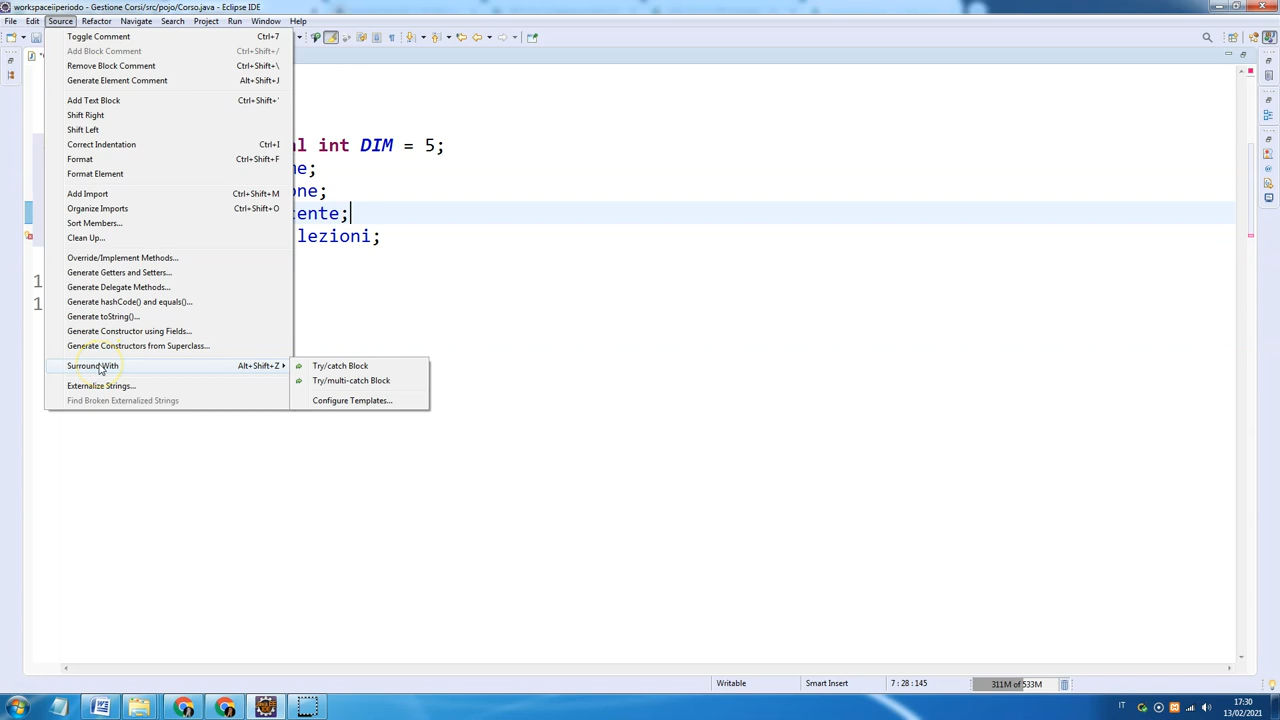 workspaceiiperiodo - Gestione Corsi/src/pojo/Corso.java - Eclipse IDE
File Edit Source Refactor Navigate Search Project Run Window Help
Toggle Comment Ctrl+7
Add Block Comment Ctrl+Shift+/
Remove Block Comment Ctrl+Shift+\
Generate Element Comment Alt+Shift+J
Add Text Block Ctrl+Shift+'
Shift Right
Shift Left
Correct Indentation Ctrl+I
Format Ctrl+Shift+F
Format Element
Add Import Ctrl+Shift+M
Organize Imports Ctrl+Shift+O
Sort Members...
Clean Up...
Override/Implement Methods...
Generate Getters and Setters...
Generate Delegate Methods...
Generate hashCode() and equals()...
Generate toString()...
Generate Constructor using Fields...
Generate Constructors from Superclass...
Surround With Alt+Shift+Z
Externalize Strings...
Find Broken Externalized Strings
Try/catch Block
Try/multi-catch Block
Configure Templates...
al int DIM = 5;
me;
one;
cente;
lezioni;
1
1
Writable Smart Insert 7 : 28 : 145 311M of 533M
IT 17:30
13/02/2021